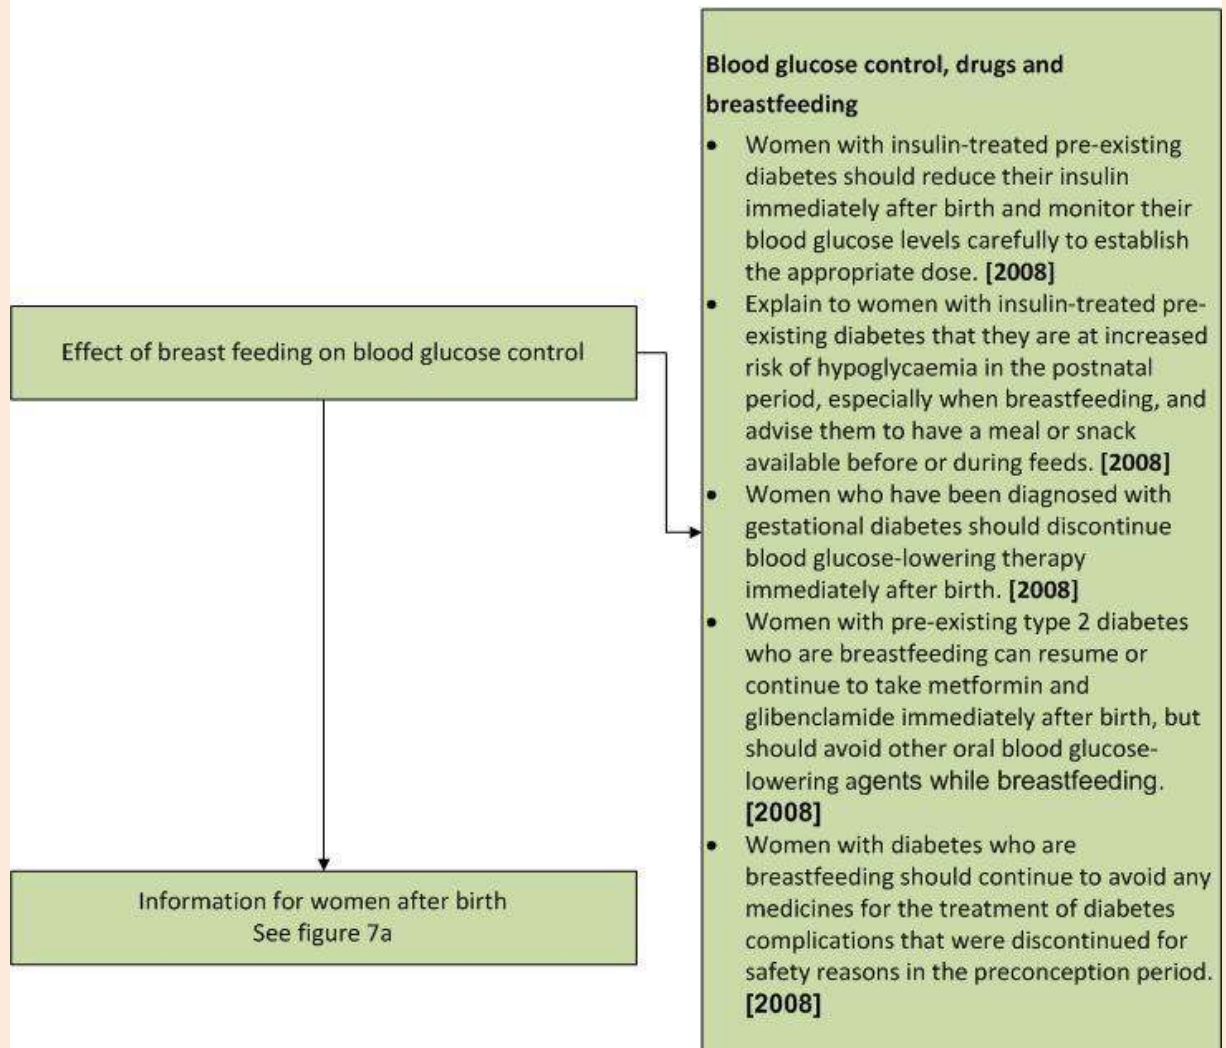 Effect of breast feeding on blood glucose control
Information for women after birth
See figure 7a
Blood glucose control, drugs and
breastfeeding
• Women with insulin-treated pre-existing
diabetes should reduce their insulin
immediately after birth and monitor their
blood glucose levels carefully to establish
the appropriate dose. [2008]
• Explain to women with insulin-treated pre-
existing diabetes that they are at increased
risk of hypoglycaemia in the postnatal
period, especially when breastfeeding, and
advise them to have a meal or snack
available before or during feeds. [2008]
• Women who have been diagnosed with
gestational diabetes should discontinue
blood glucose-lowering therapy
immediately after birth. [2008]
• Women with pre-existing type 2 diabetes
who are breastfeeding can resume or
continue to take metformin and
glibenclamide immediately after birth, but
should avoid other oral blood glucose-
lowering agents while breastfeeding.
[2008]
• Women with diabetes who are
breastfeeding should continue to avoid any
medicines for the treatment of diabetes
complications that were discontinued for
safety reasons in the preconception period.
[2008]